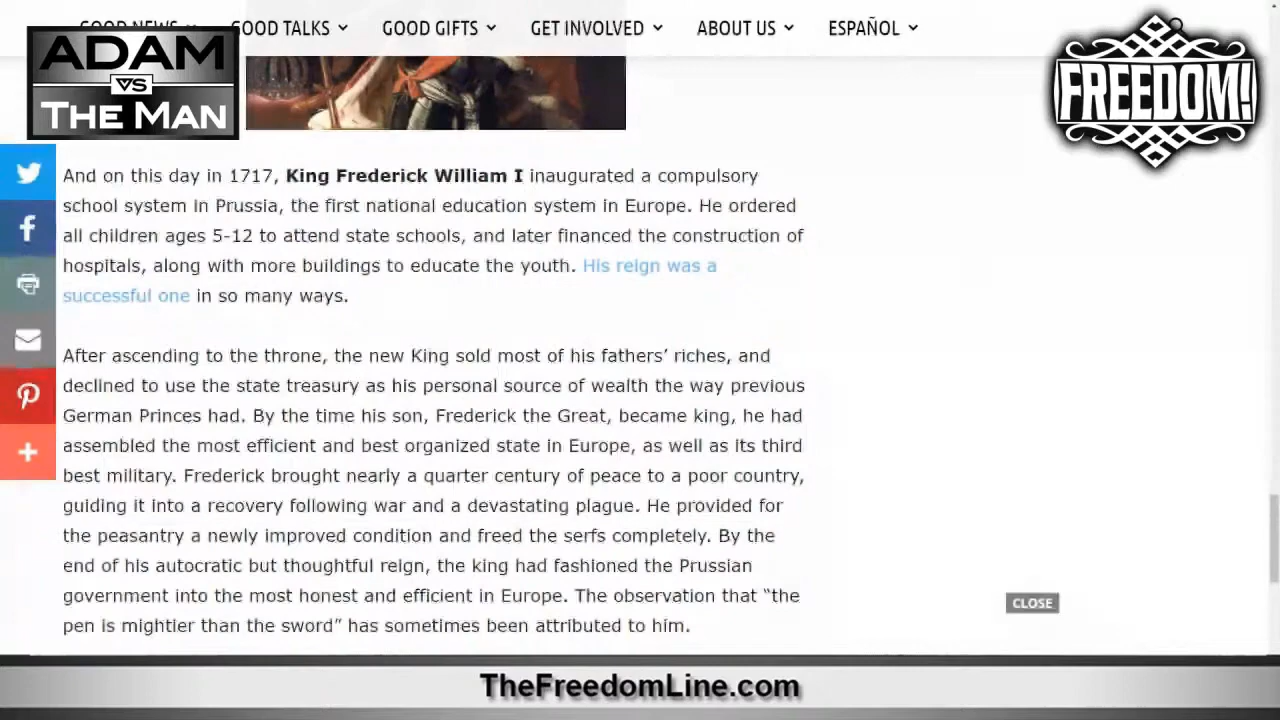 GOOD NEWS
GOOD TALKS
GOOD GIFTS
GET INVOLVED
ABOUT US
ESPAÑOL
ADAM
VS
THE MAN
FREEDOM!
And on this day in 1717, King Frederick William I inaugurated a compulsory
school system in Prussia, the first national education system in Europe. He ordered
all children ages 5-12 to attend state schools, and later financed the construction of
hospitals, along with more buildings to educate the youth. His reign was a
successful one in so many ways.
After ascending to the throne, the new King sold most of his fathers’ riches, and
declined to use the state treasury as his personal source of wealth the way previous
German Princes had. By the time his son, Frederick the Great, became king, he had
assembled the most efficient and best organized state in Europe, as well as its third
best military. Frederick brought nearly a quarter century of peace to a poor country,
guiding it into a recovery following war and a devastating plague. He provided for
the peasantry a newly improved condition and freed the serfs completely. By the
end of his autocratic but thoughtful reign, the king had fashioned the Prussian
government into the most honest and efficient in Europe. The observation that “the
pen is mightier than the sword” has sometimes been attributed to him.
CLOSE
TheFreedomLine.com